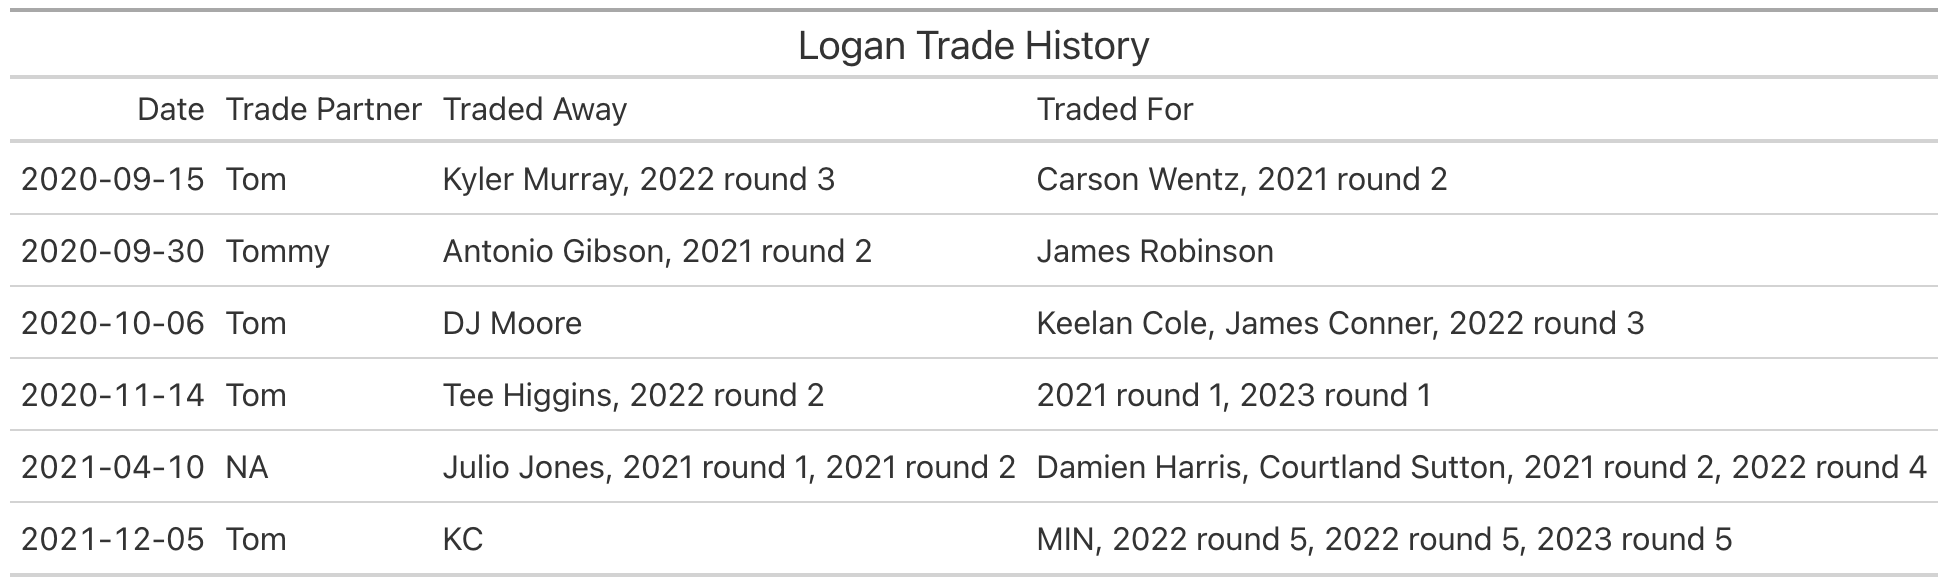 Logan Trade History
Date Trade Partner Traded Away Traded For
2020-09-15 Tom Kyler Murray, 2022 round 3 Carson Wentz, 2021 round 2
2020-09-30 Tommy Antonio Gibson, 2021 round 2 James Robinson
2020-10-06 Tom DJ Moore Keelan Cole, James Conner, 2022 round 3
2020-11-14 Tom Tee Higgins, 2022 round 2 2021 round 1, 2023 round 1
2021-04-10 NA Julio Jones, 2021 round 1, 2021 round 2 Damien Harris, Courtland Sutton, 2021 round 2, 2022 round 4
2021-12-05 Tom KC MIN, 2022 round 5, 2022 round 5, 2023 round 5